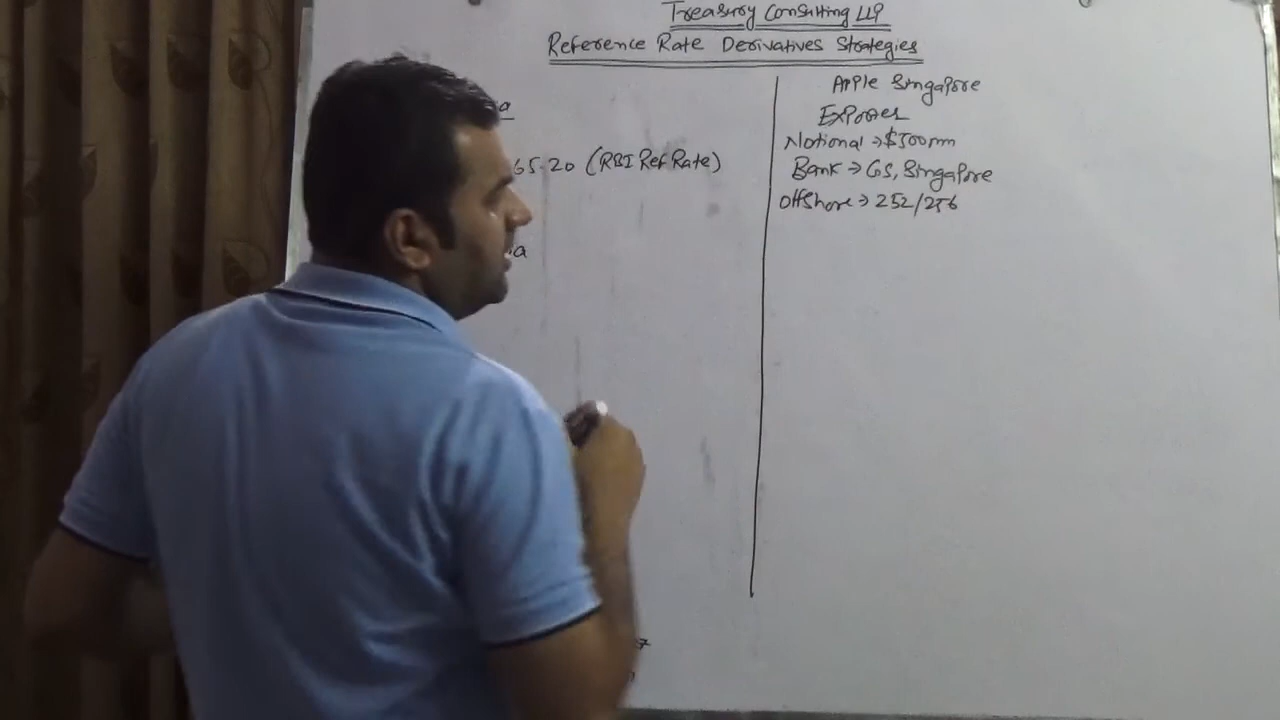 Treasury Consulting LLP
Reference Rate Derivatives Strategies
a
65.20 (RBI Ref Rate)
a
Apple Singapore
Notional → $500mm
Bank → GS, Singapore
Offshore → 252/256